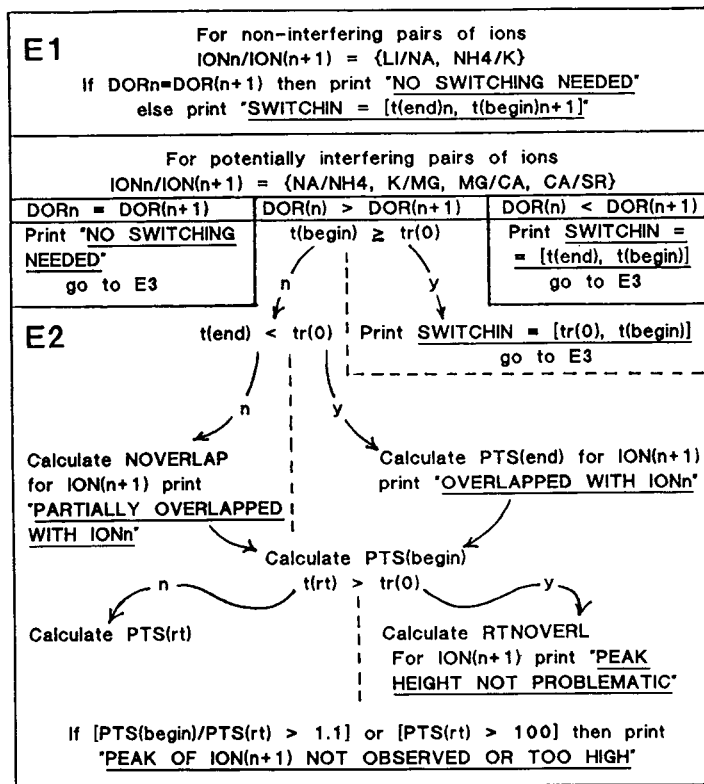 E1
For non-interfering pairs of ions
IONn/ION(n+1) = {LI/NA, NH4/K}
If DORn=DOR(n+1) then print "NO SWITCHING NEEDED"
else print "SWITCHIN = [t(end)n, t(begin)n+1]"
For potentially interfering pairs of ions
IONn/ION(n+1) = {NA/NH4, K/MG, MG/CA, CA/SR}
DORn = DOR(n+1)
Print "NO SWITCHING
NEEDED"
go to E3
DOR(n) > DOR(n+1)
t(begin) ≥ tr(0)
n
y
DOR(n) < DOR(n+1)
Print SWITCHIN =
= [t(end), t(begin)]
go to E3
E2
t(end) < tr(0)
Print SWITCHIN = [tr(0), t(begin)]
go to E3
n
y
Calculate NOVERLAP
for ION(n+1) print
"PARTIALLY OVERLAPPED
WITH IONn"
Calculate PTS(end) for ION(n+1)
print "OVERLAPPED WITH IONn"
Calculate PTS(begin)
t(rt) > tr(0)
n
y
Calculate PTS(rt)
Calculate RTNOVERL
For ION(n+1) print "PEAK
HEIGHT NOT PROBLEMATIC"
If [PTS(begin)/PTS(rt) > 1.1] or [PTS(rt) > 100] then print
"PEAK OF ION(n+1) NOT OBSERVED OR TOO HIGH"